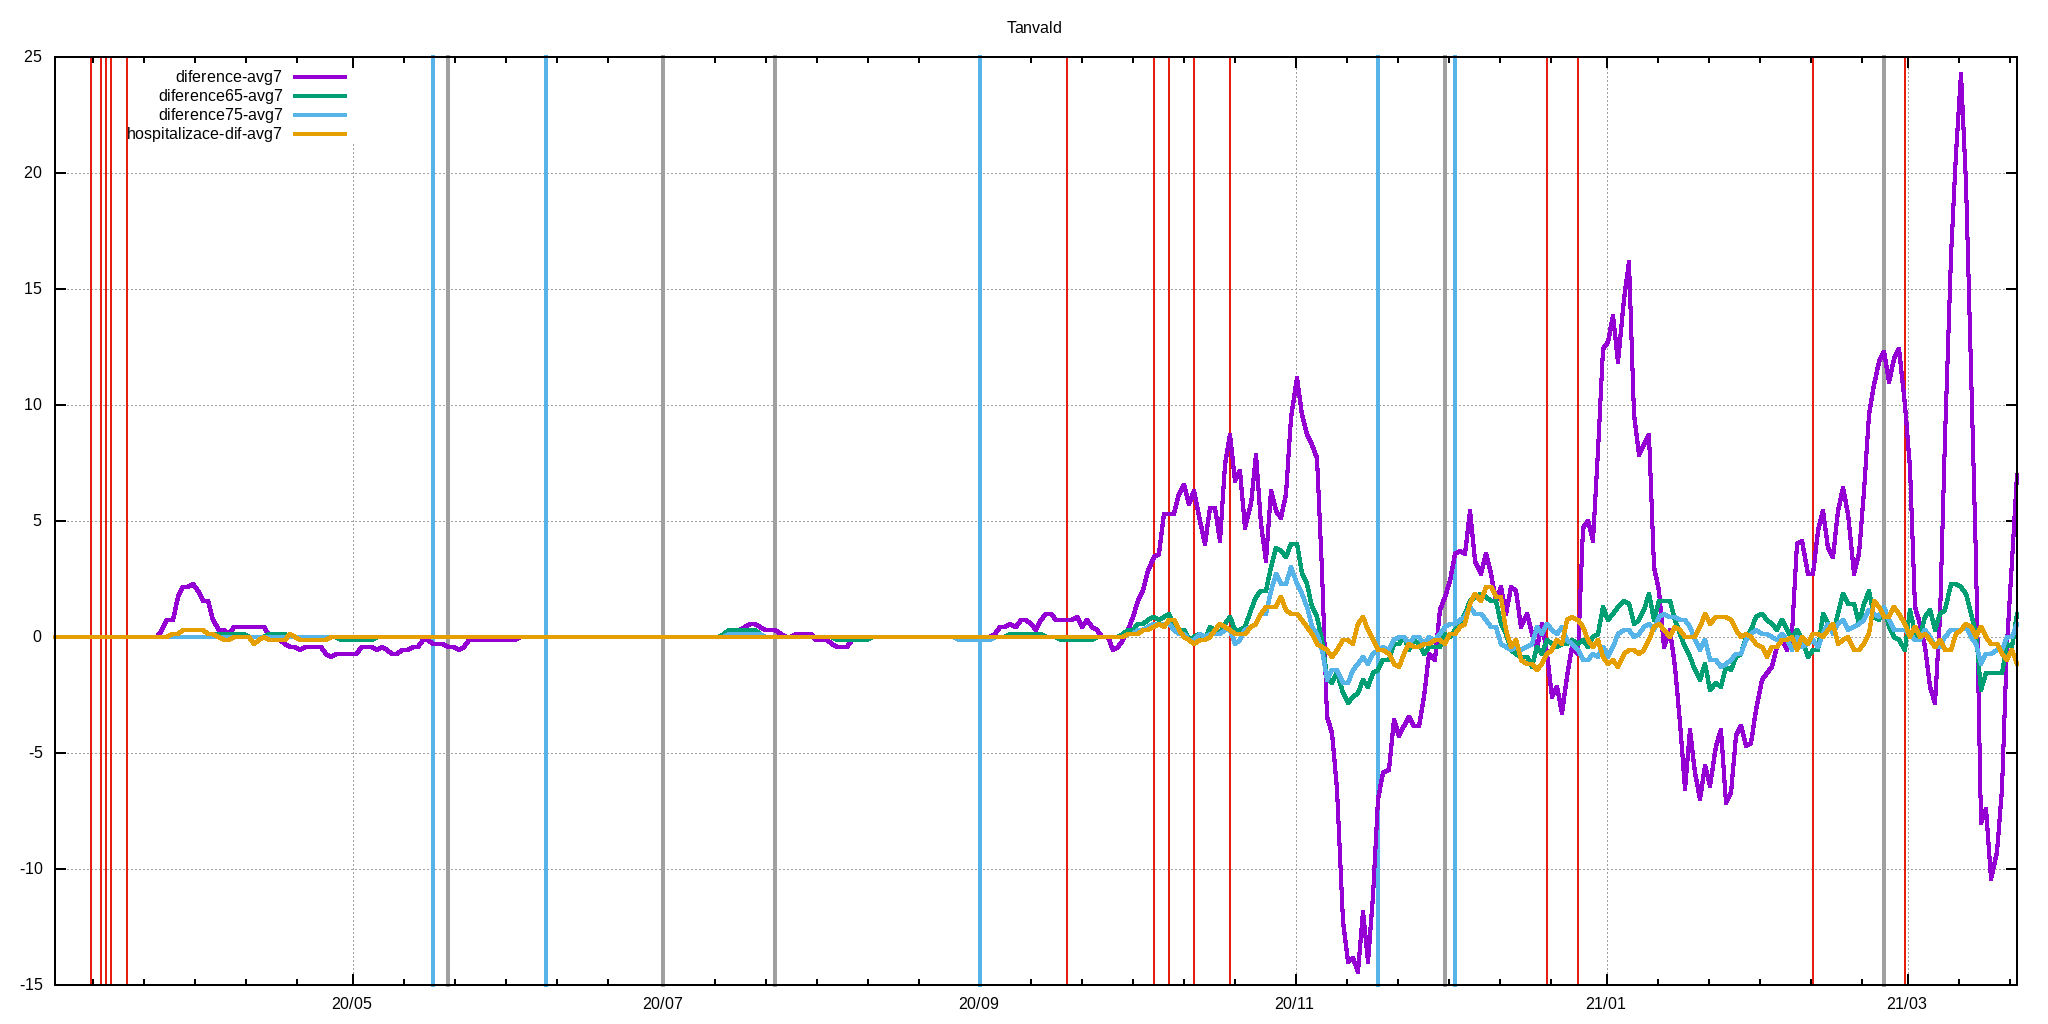 Tanvald
25
diference-avg7
diference65-avg7
diference75-avg7
hospitalizace-dif-avg7
20
15
10
5
0
-5
-10
-15
20/05 20/07 20/09 20/11 21/01 21/03